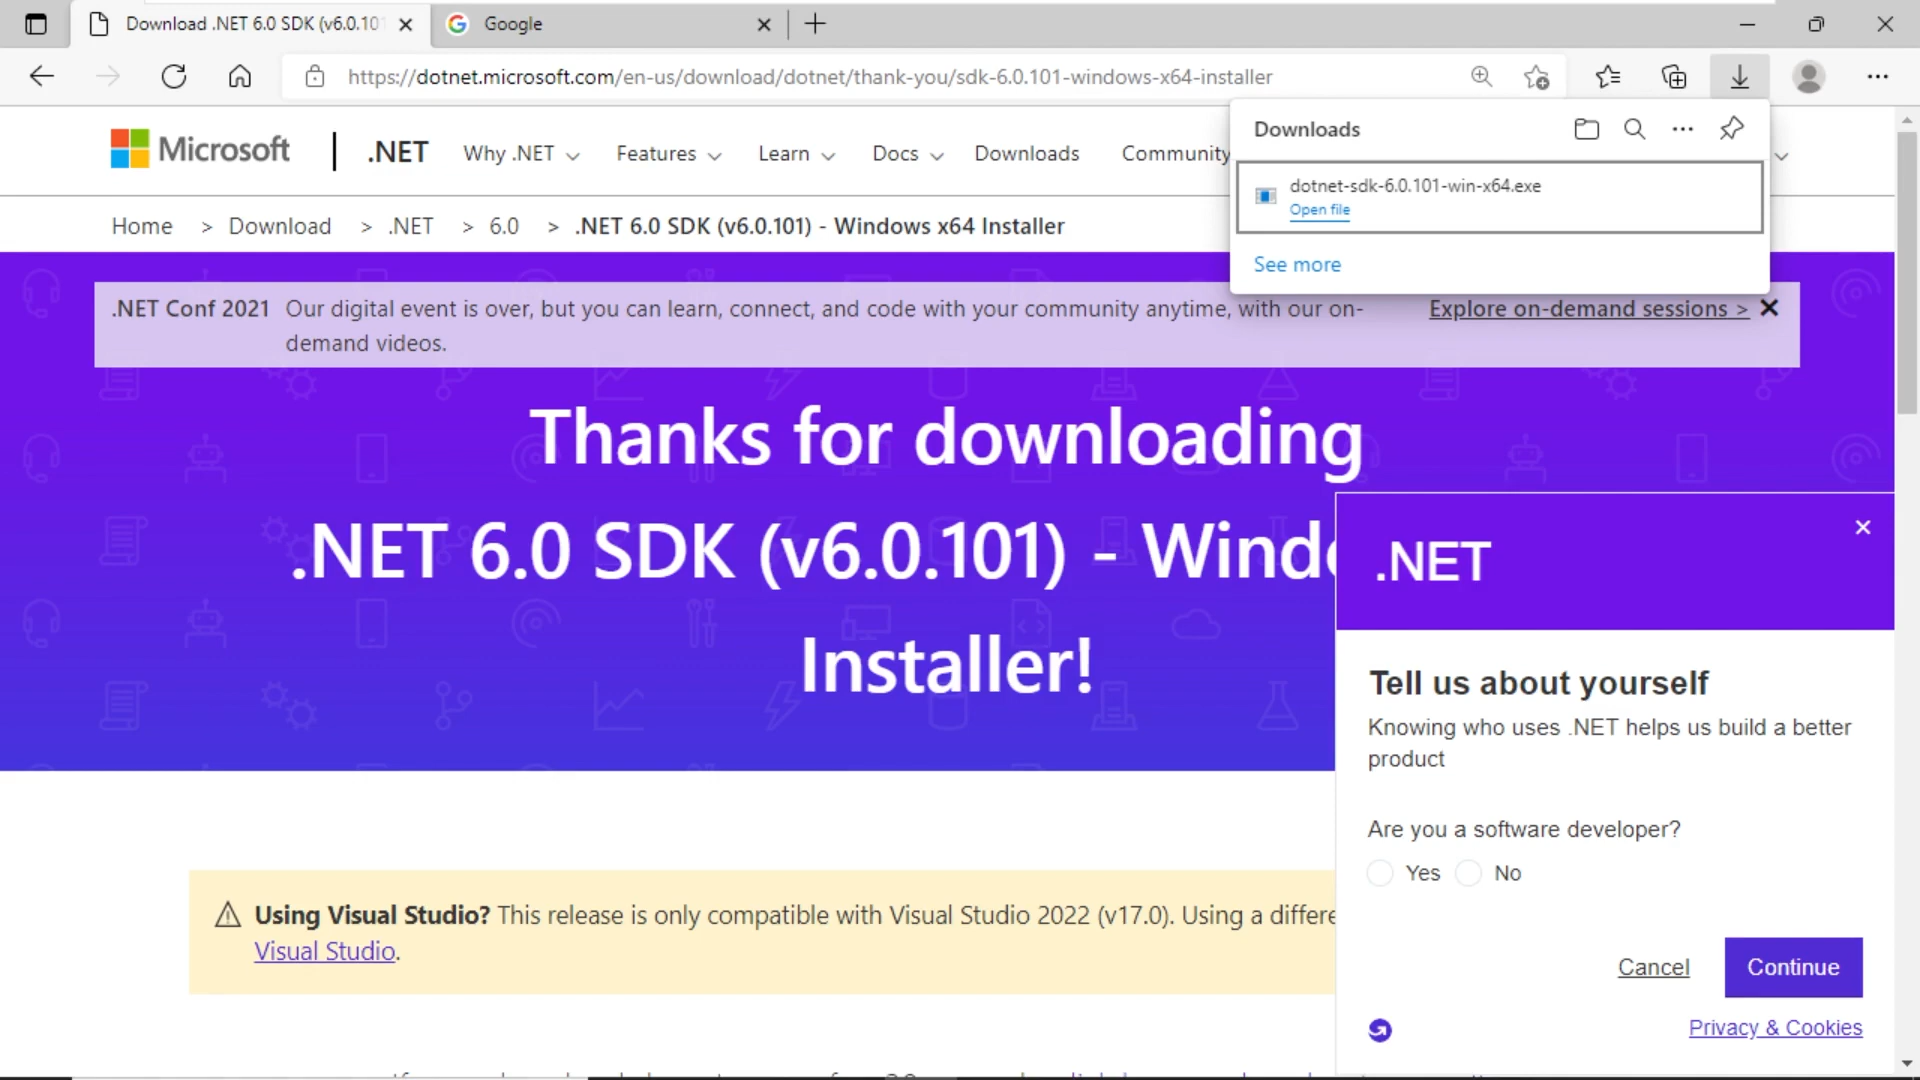 Download .NET 6.0 SDK (v6.0.101
Google
https://dotnet.microsoft.com/en-us/download/dotnet/thank-you/sdk-6.0.101-windows-x64-installer
Downloads
dotnet-sdk-6.0.101-win-x64.exe
Open file
See more
Microsoft
.NET
Why .NET
Features
Learn
Docs
Downloads
Community
Home > Download > .NET > 6.0 > .NET 6.0 SDK (v6.0.101) - Windows x64 Installer
.NET Conf 2021 Our digital event is over, but you can learn, connect, and code with your community anytime, with our on-
demand videos.
Explore on-demand sessions >
Thanks for downloading
.NET 6.0 SDK (v6.0.101) - Windo
Installer!
.NET
Tell us about yourself
Knowing who uses .NET helps us build a better
product
Are you a software developer?
Yes No
Cancel
Continue
Privacy & Cookies
Using Visual Studio? This release is only compatible with Visual Studio 2022 (v17.0). Using a differe
Visual Studio.